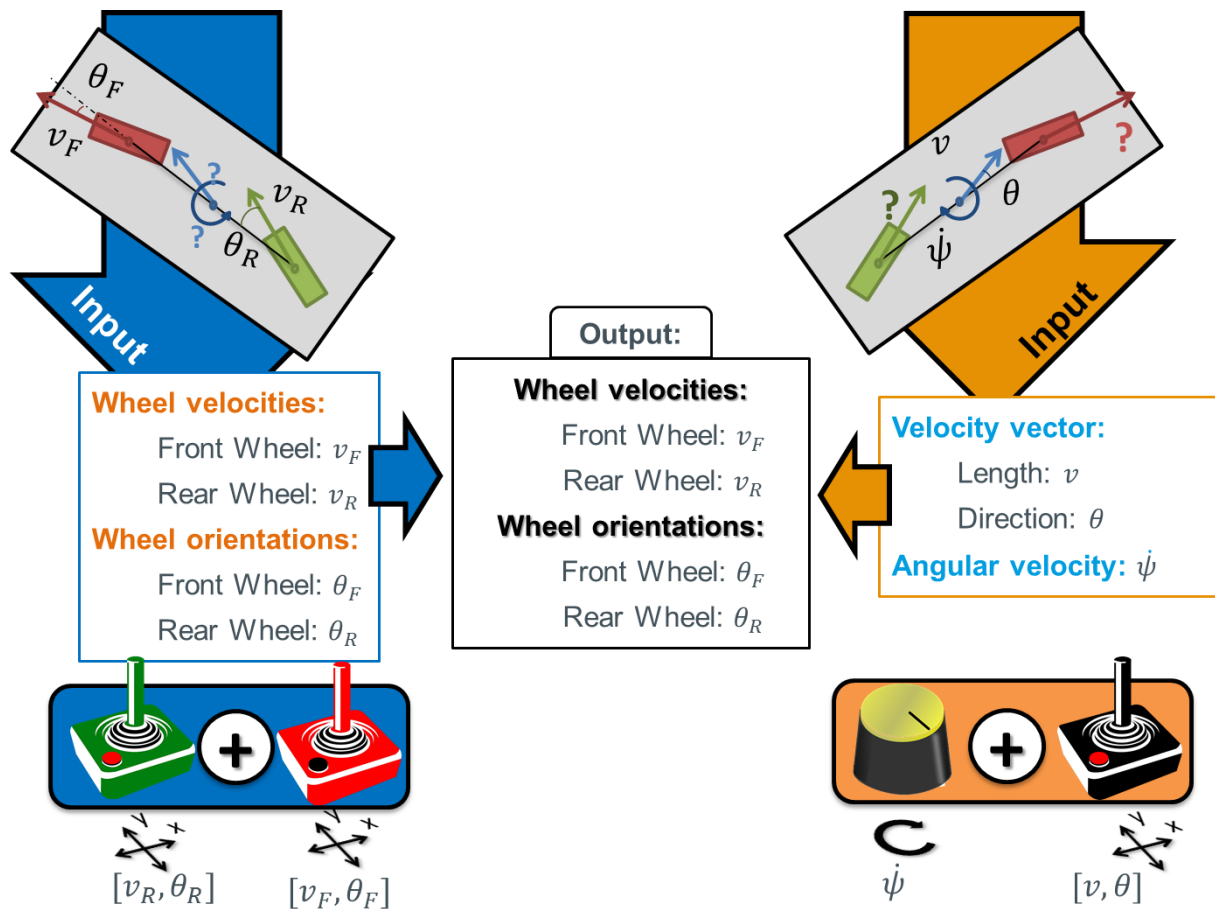 θ_F
v_F
?
?
v_R
θ_R
Input
v
?
?
θ
ψ̇
Input
Output:
Wheel velocities:
Front Wheel: v_F
Rear Wheel: v_R
Wheel orientations:
Front Wheel: θ_F
Rear Wheel: θ_R
Wheel velocities:
Front Wheel: v_F
Rear Wheel: v_R
Wheel orientations:
Front Wheel: θ_F
Rear Wheel: θ_R
Velocity vector:
Length: v
Direction: θ
Angular velocity: ψ̇
+
+
y
x
y
x
y
x
[v_R, θ_R]
[v_F, θ_F]
ψ̇
[v, θ]